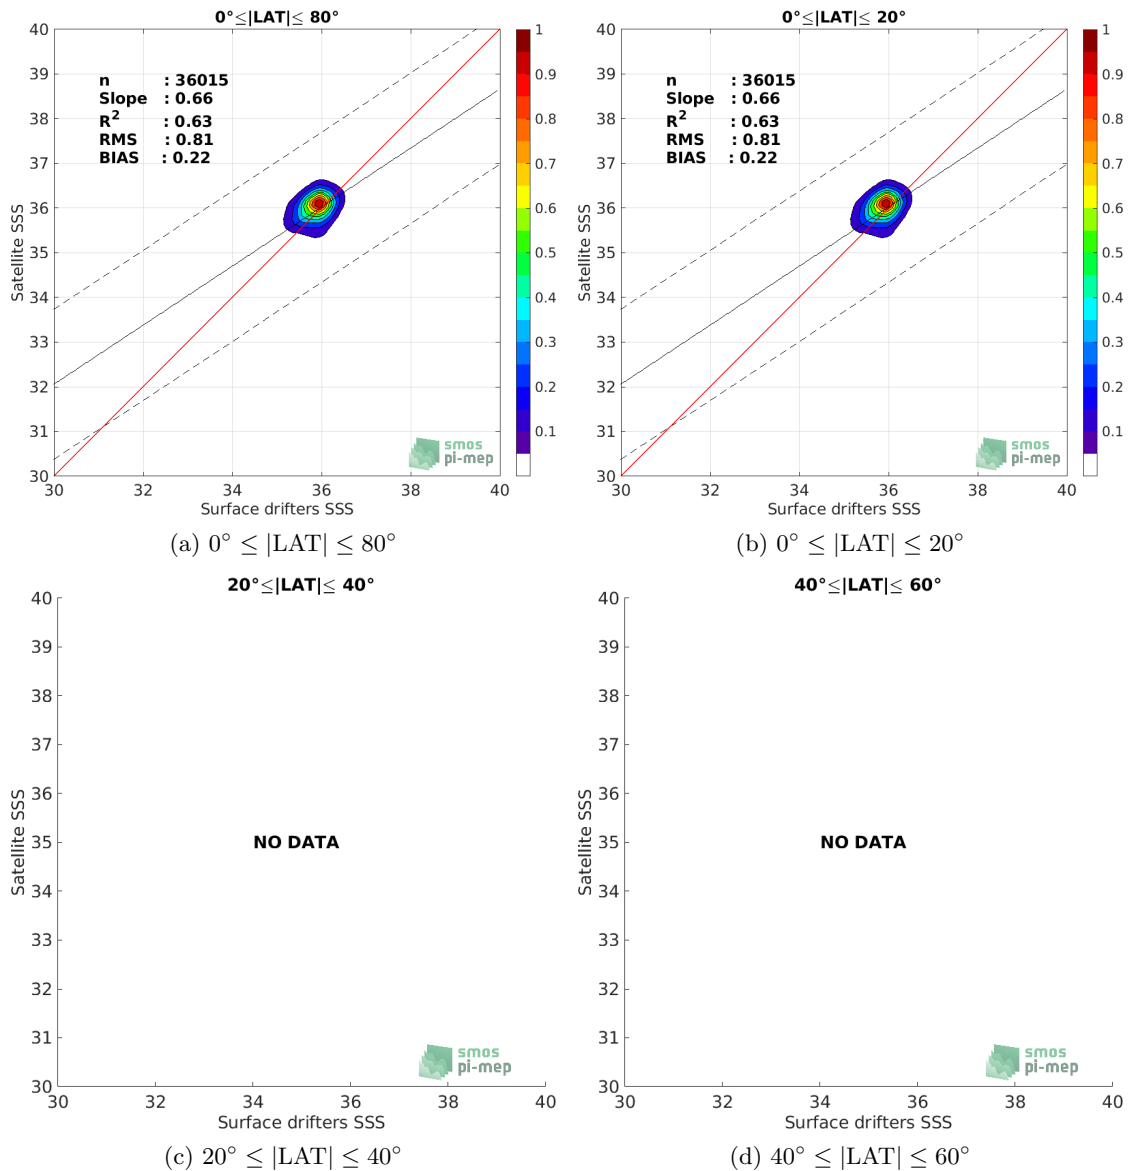 0°≤|LAT|≤ 80°
40
39
38
37
36
35
34
33
32
31
30
Satellite SSS
n : 36015
Slope : 0.66
R² : 0.63
RMS : 0.81
BIAS : 0.22
smos
pi-mep
30 32 34 36 38 40
Surface drifters SSS
1
0.9
0.8
0.7
0.6
0.5
0.4
0.3
0.2
0.1
(a) 0° ≤ |LAT| ≤ 80°
0°≤|LAT|≤ 20°
40
39
38
37
36
35
34
33
32
31
30
Satellite SSS
n : 36015
Slope : 0.66
R² : 0.63
RMS : 0.81
BIAS : 0.22
smos
pi-mep
30 32 34 36 38 40
Surface drifters SSS
1
0.9
0.8
0.7
0.6
0.5
0.4
0.3
0.2
0.1
(b) 0° ≤ |LAT| ≤ 20°
20°≤|LAT|≤ 40°
40
39
38
37
36
35
34
33
32
31
30
Satellite SSS
NO DATA
smos
pi-mep
30 32 34 36 38 40
Surface drifters SSS
(c) 20° ≤ |LAT| ≤ 40°
40°≤|LAT|≤ 60°
40
39
38
37
36
35
34
33
32
31
30
Satellite SSS
NO DATA
smos
pi-mep
30 32 34 36 38 40
Surface drifters SSS
(d) 40° ≤ |LAT| ≤ 60°